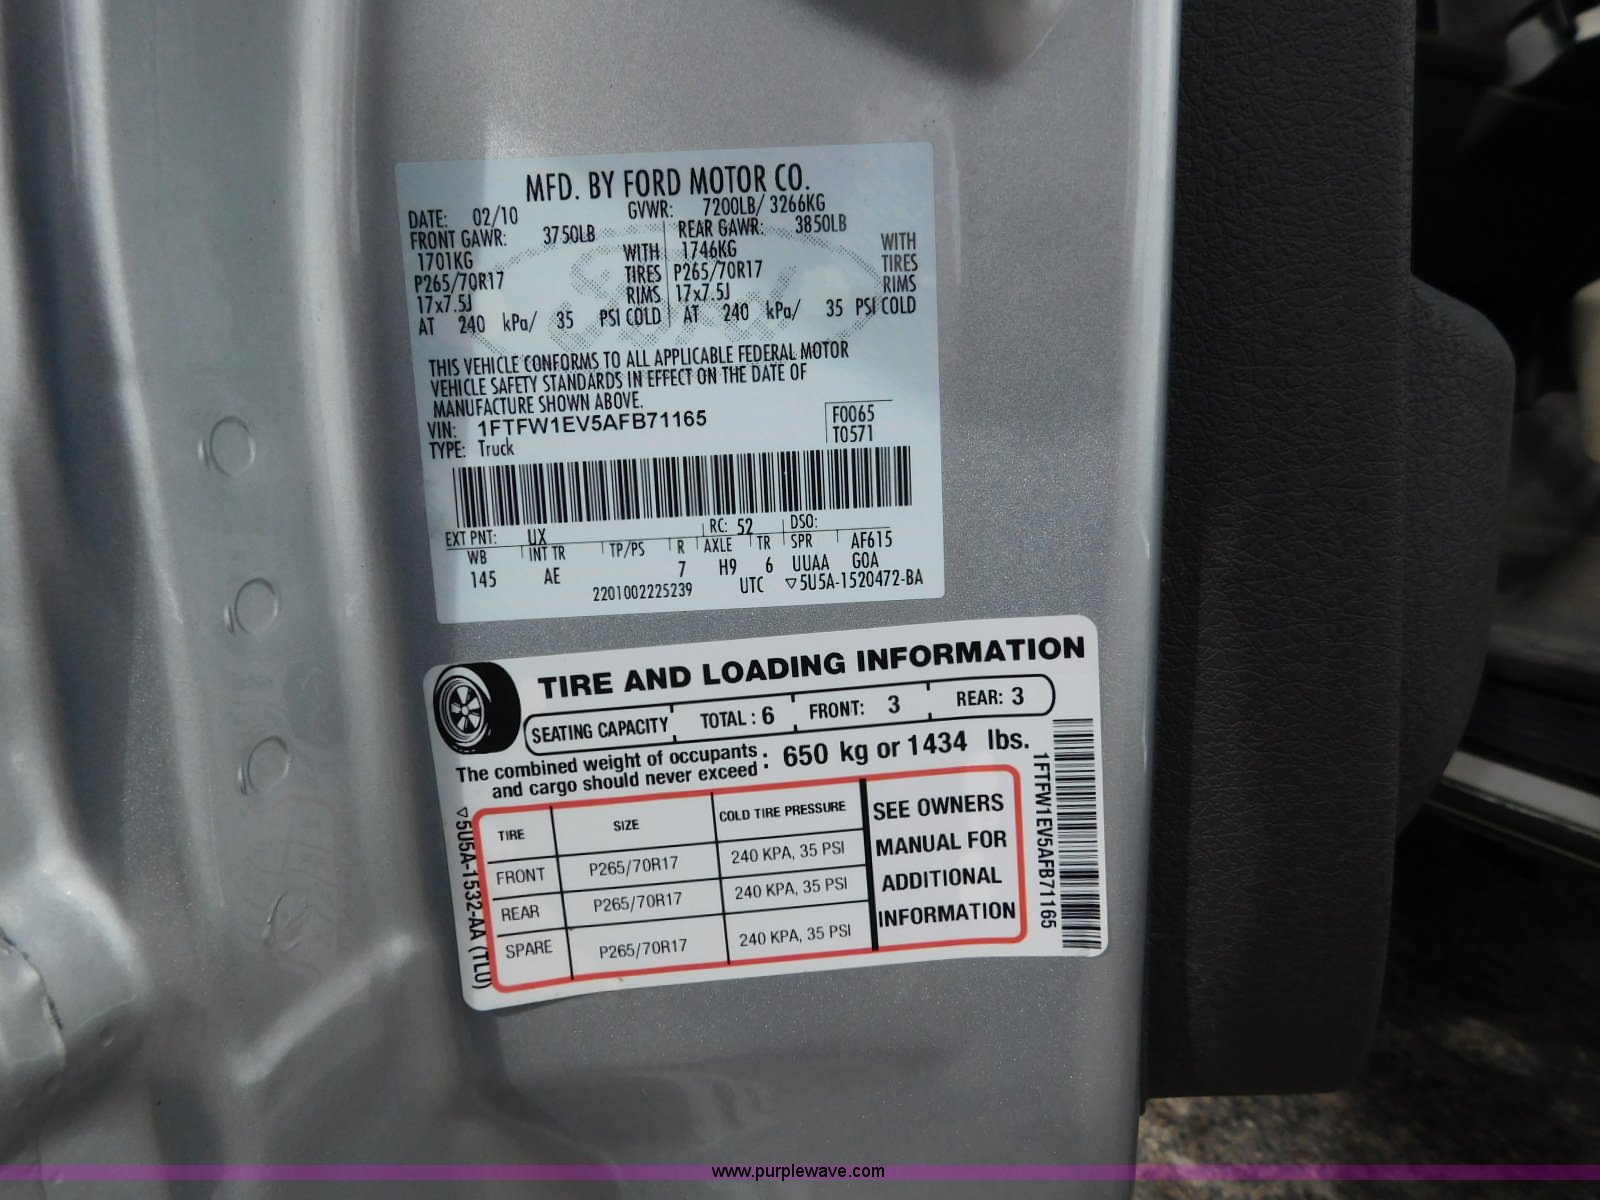 MFD. BY FORD MOTOR CO.
DATE: 02/10 GVWR: 7200LB/ 3266KG
FRONT GAWR: 3750LB REAR GAWR: 3850LB
1701KG WITH 1746KG WITH
P265/70R17 TIRES P265/70R17 TIRES
17x7.5J RIMS 17x7.5J RIMS
AT 240 kPa/ 35 PSI COLD AT 240 kPa/ 35 PSI COLD
THIS VEHICLE CONFORMS TO ALL APPLICABLE FEDERAL MOTOR
VEHICLE SAFETY STANDARDS IN EFFECT ON THE DATE OF
MANUFACTURE SHOWN ABOVE.
VIN: 1FTFW1EV5AFB71165 F0065
TYPE: Truck T0571
EXT PNT: UX RC: 52 DSO:
WB INT TR TP/PS R AXLE TR SPR AF615
145 AE 7 H9 6 UUAA GOA
2201002225239 UTC ▽5U5A-1520472-BA
TIRE AND LOADING INFORMATION
SEATING CAPACITY TOTAL : 6 FRONT: 3 REAR: 3
The combined weight of occupants
and cargo should never exceed : 650 kg or 1434 lbs.
TIRE SIZE COLD TIRE PRESSURE
FRONT P265/70R17 240 KPA, 35 PSI
REAR P265/70R17 240 KPA, 35 PSI
SPARE P265/70R17 240 KPA, 35 PSI
SEE OWNERS
MANUAL FOR
ADDITIONAL
INFORMATION
▽5U5A-1532-AA (TLU)
1FTFW1EV5AFB71165
www.purplewave.com